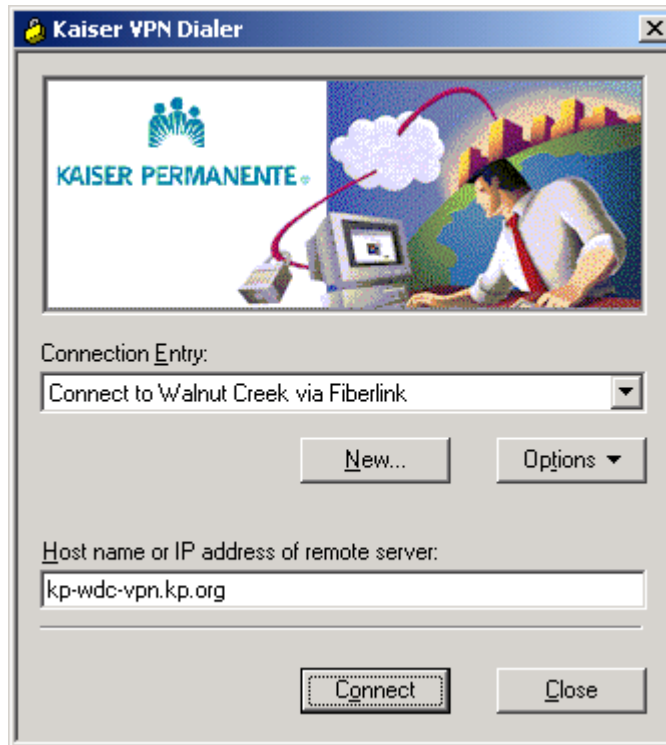 Kaiser VPN Dialer
KAISER PERMANENTE®
Connection Entry:
Connect to Walnut Creek via Fiberlink
New...
Options
Host name or IP address of remote server:
kp-wdc-vpn.kp.org
Connect
Close